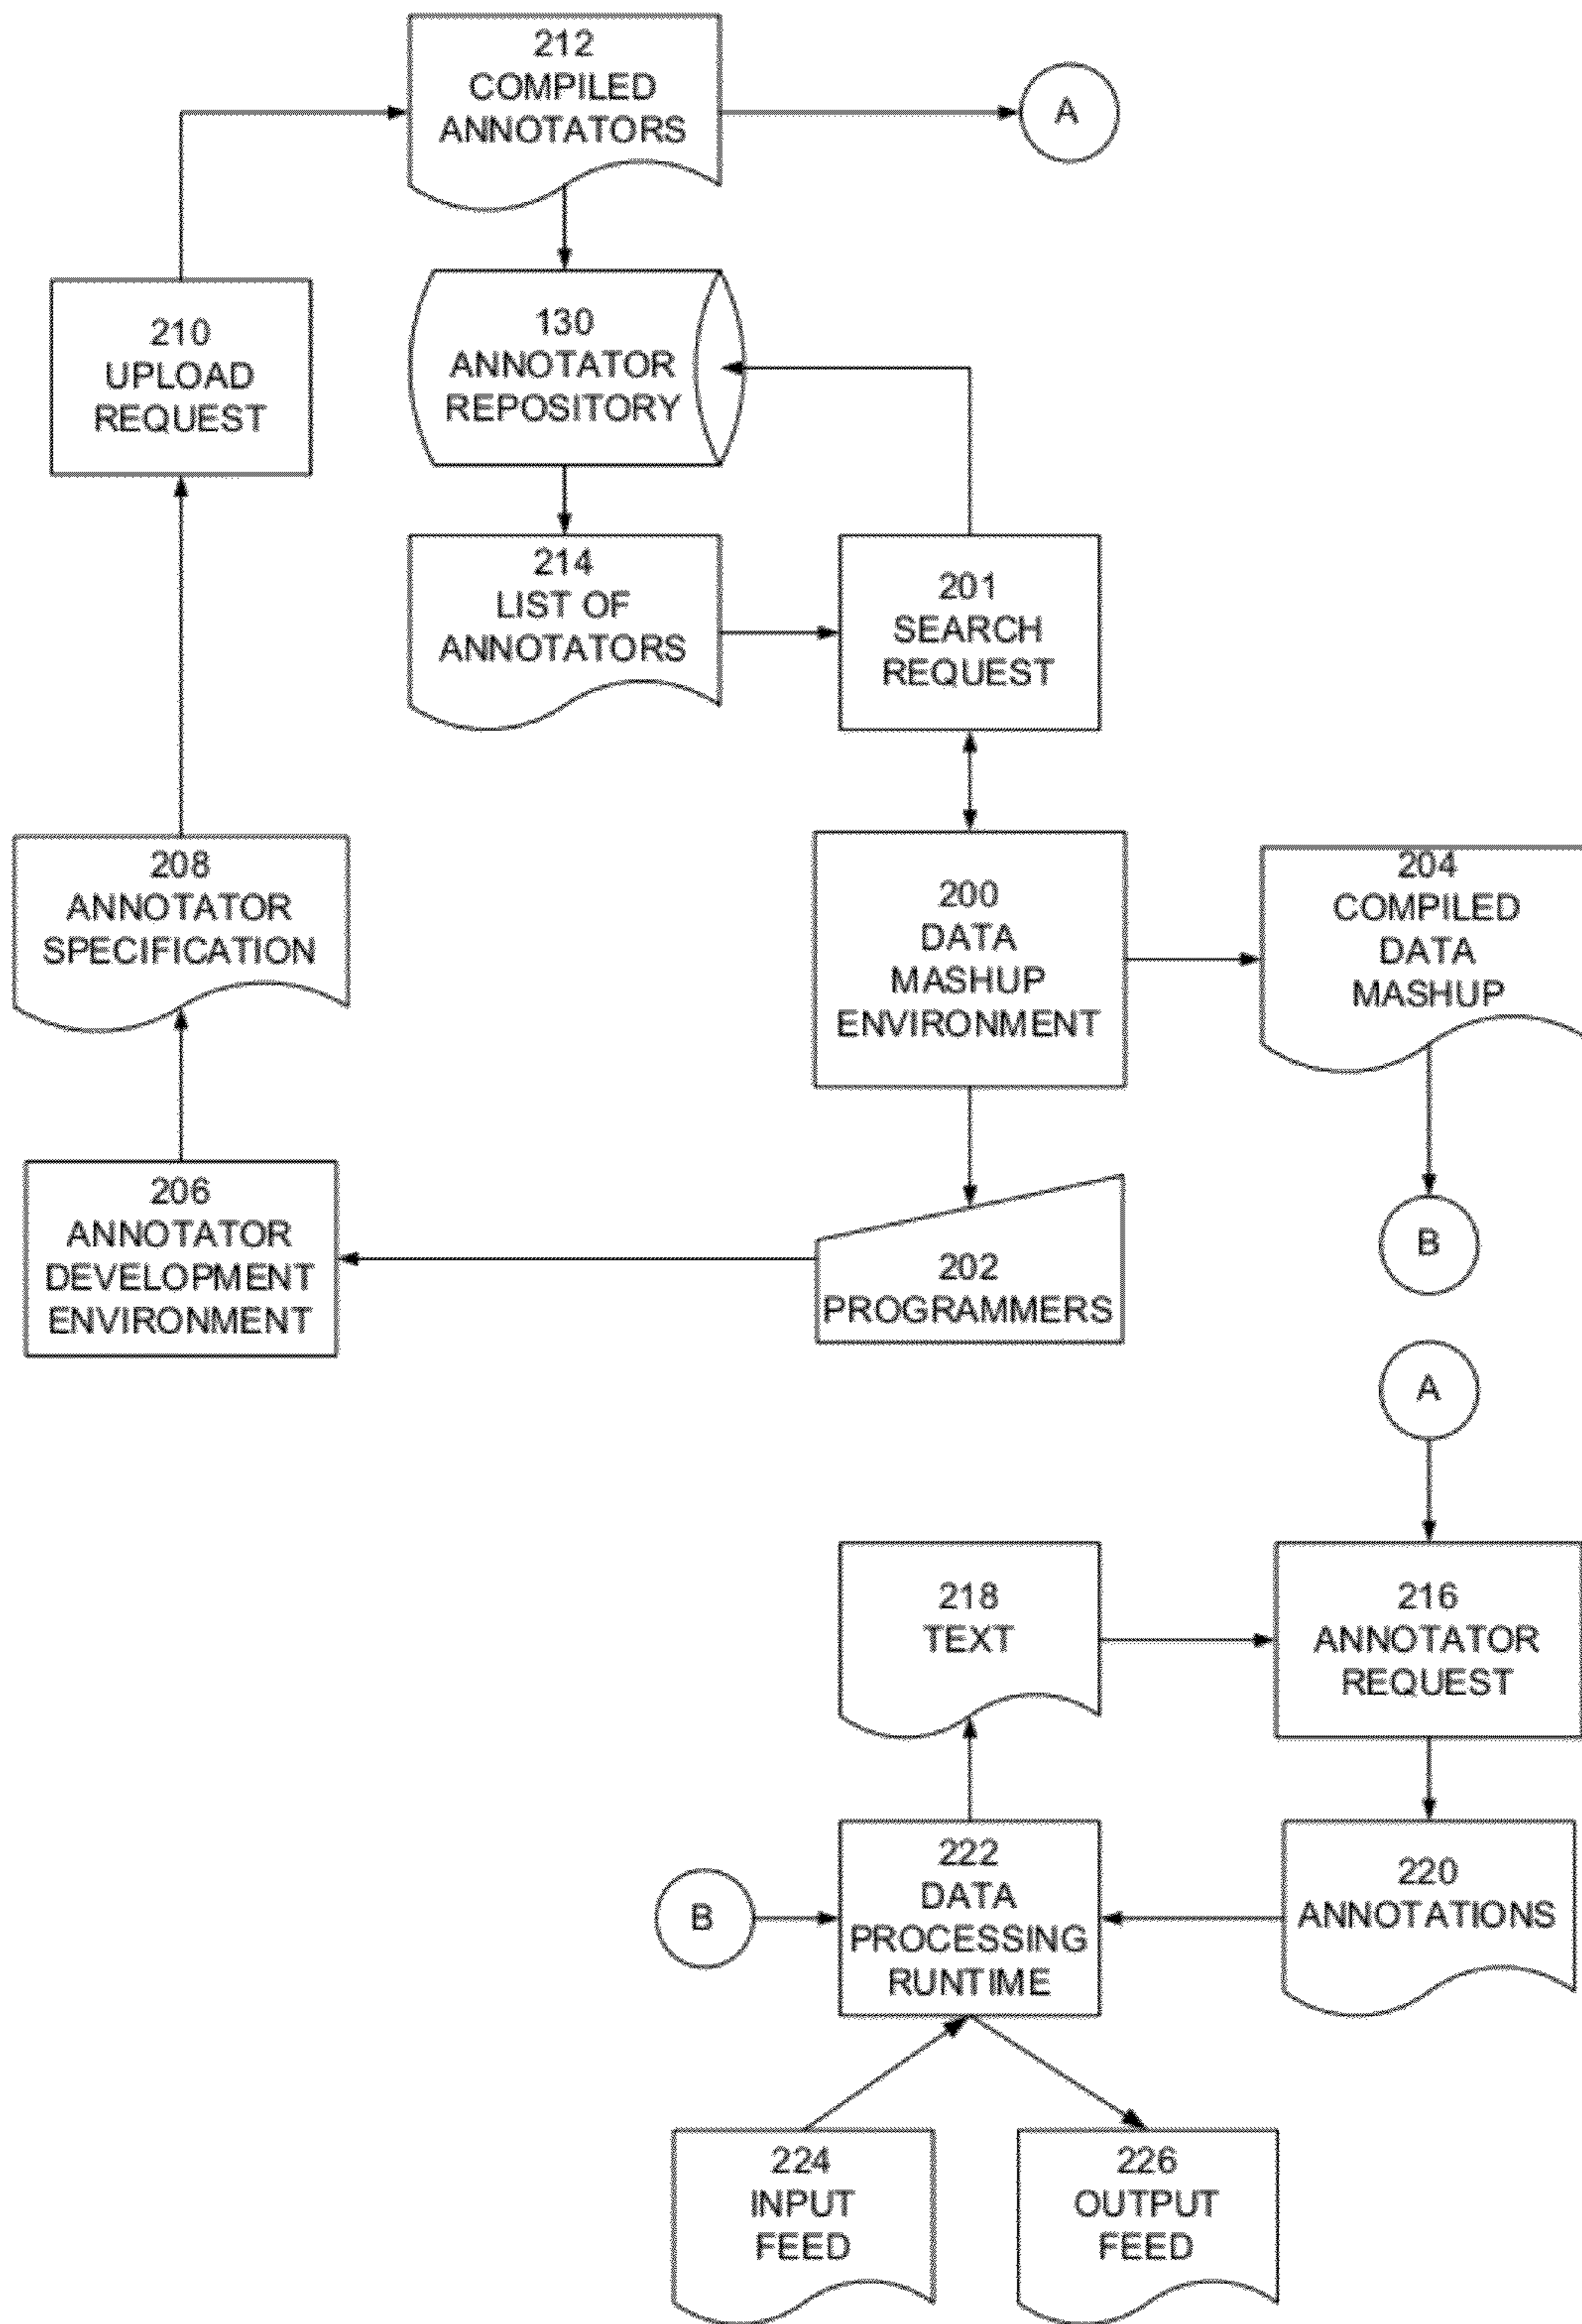 212
COMPILED
ANNOTATORS
A
210
UPLOAD
REQUEST
130
ANNOTATOR
REPOSITORY
214
LIST OF
ANNOTATORS
201
SEARCH
REQUEST
208
ANNOTATOR
SPECIFICATION
200
DATA
MASHUP
ENVIRONMENT
204
COMPILED
DATA
MASHUP
206
ANNOTATOR
DEVELOPMENT
ENVIRONMENT
202
PROGRAMMERS
B
A
218
TEXT
216
ANNOTATOR
REQUEST
B
222
DATA
PROCESSING
RUNTIME
220
ANNOTATIONS
224
INPUT
FEED
226
OUTPUT
FEED